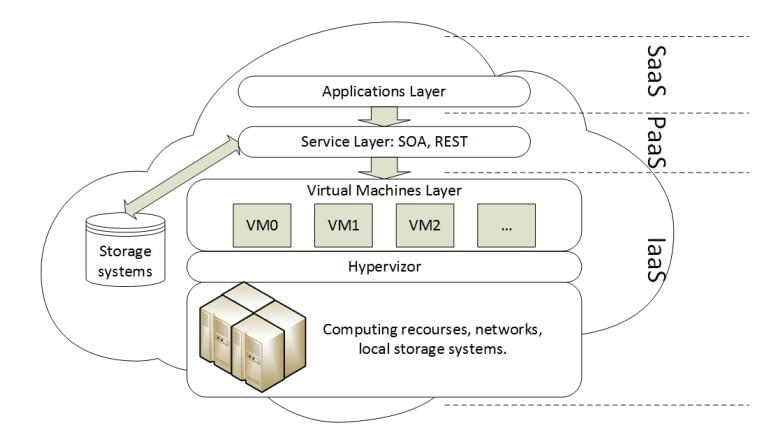 SaaS
Applications Layer
PaaS
Service Layer: SOA, REST
Virtual Machines Layer
VM0
VM1
VM2
...
Storage
systems
IaaS
Hypervizor
Computing recourses, networks,
local storage systems.